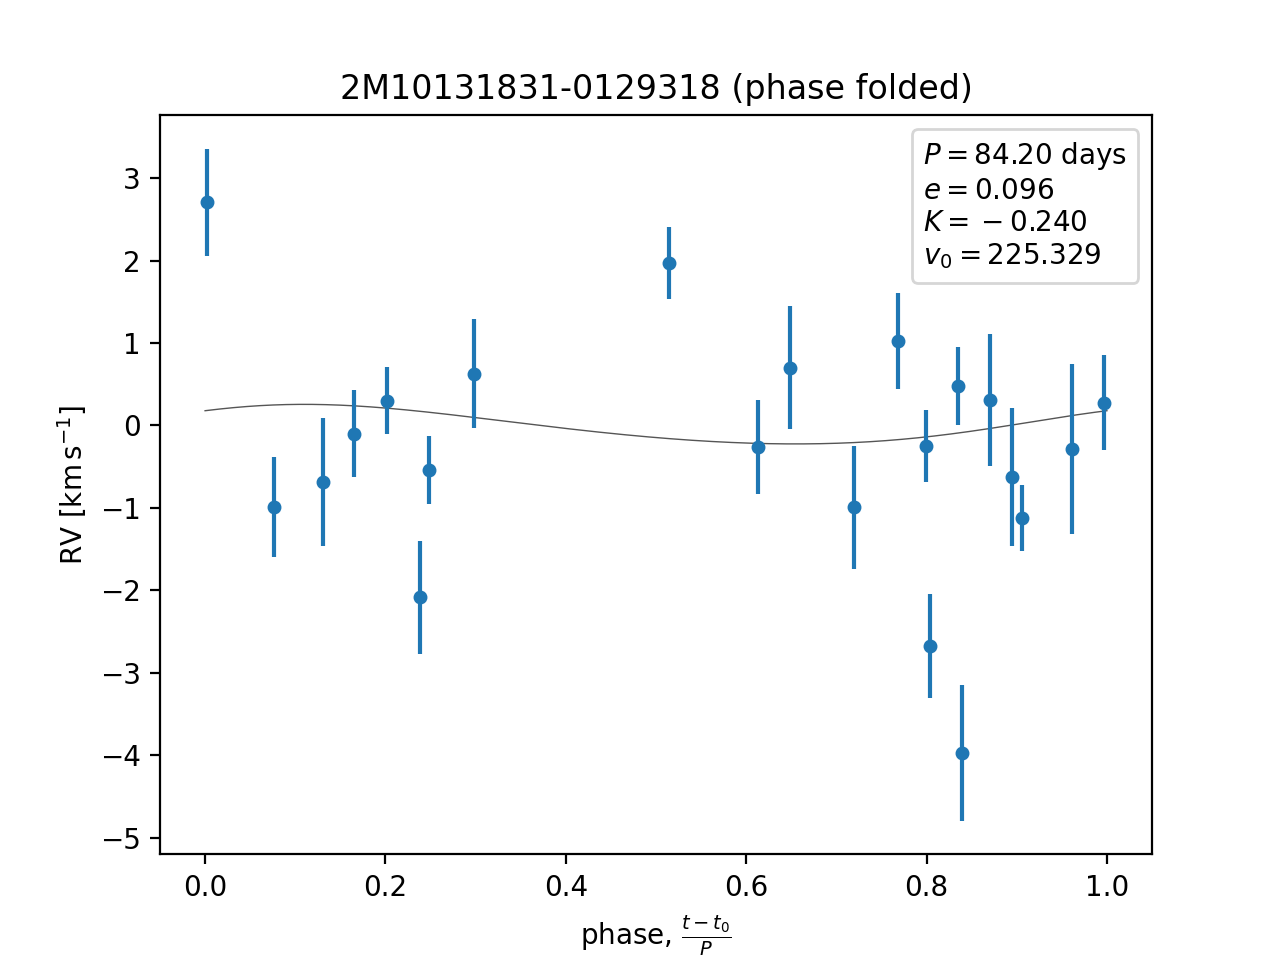 2M10131831-0129318 (phase folded)
P = 84.20 days
e = 0.096
K = −0.240
v₀ = 225.329
3
2
1
0
−1
−2
−3
−4
−5
RV [km s⁻¹]
0.0 0.2 0.4 0.6 0.8 1.0
phase, (t − t₀)/P